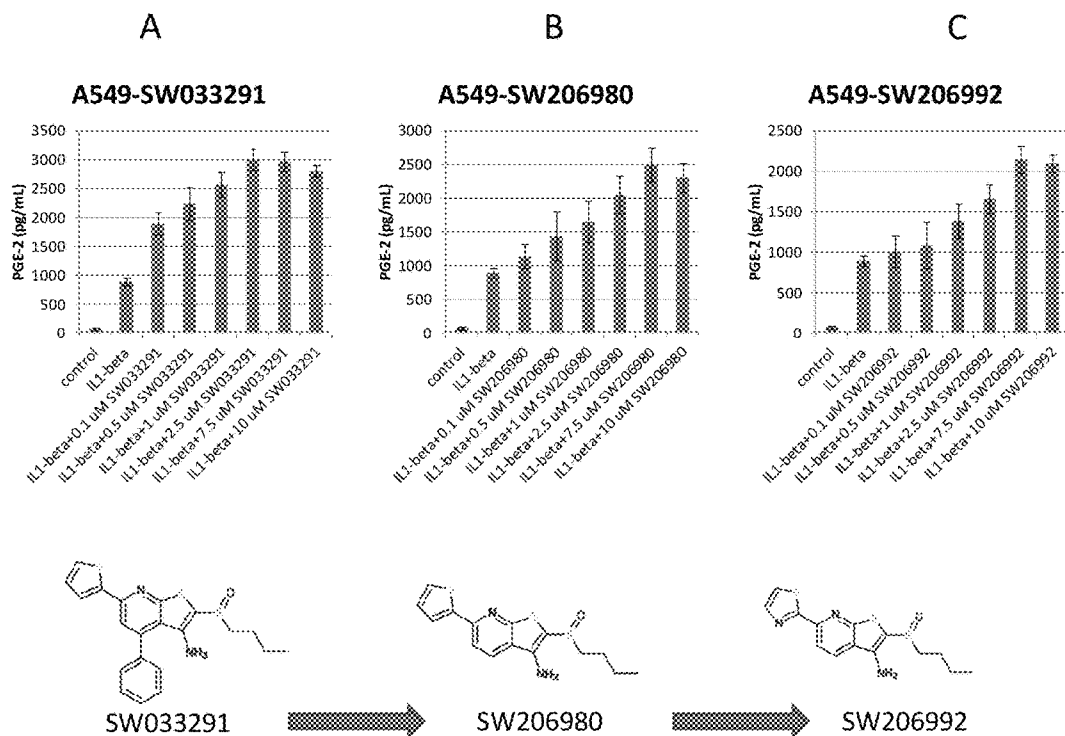 A
B
C
A549-SW033291
A549-SW206980
A549-SW206992
PGE-2 (pg/mL)
3500
3000
2500
2000
1500
1000
500
0
control
IL1-beta
IL1-beta+0.1 uM SW033291
IL1-beta+0.5 uM SW033291
IL1-beta+1 uM SW033291
IL1-beta+2.5 uM SW033291
IL1-beta+7.5 uM SW033291
IL1-beta+10 uM SW033291
PGE-2 (pg/mL)
3000
2500
2000
1500
1000
500
0
control
IL1-beta
IL1-beta+0.1 uM SW206980
IL1-beta+0.5 uM SW206980
IL1-beta+1 uM SW206980
IL1-beta+2.5 uM SW206980
IL1-beta+7.5 uM SW206980
IL1-beta+10 uM SW206980
PGE-2 (pg/mL)
2500
2000
1500
1000
500
0
control
IL1-beta
IL1-beta+0.1 uM SW206992
IL1-beta+0.5 uM SW206992
IL1-beta+1 uM SW206992
IL1-beta+2.5 uM SW206992
IL1-beta+7.5 uM SW206992
IL1-beta+10 uM SW206992
N
O
NH₂
N
O
NH₂
N
N
O
NH₂
SW033291
SW206980
SW206992